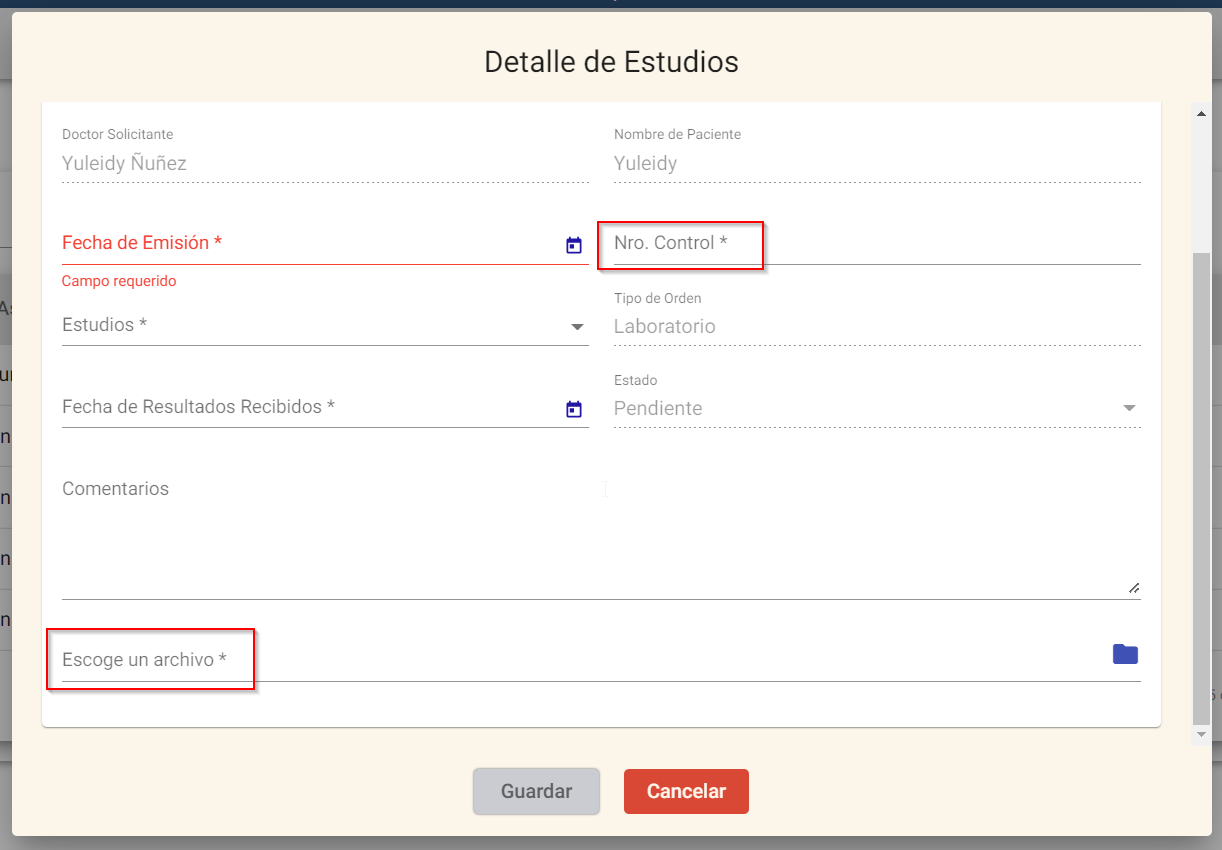 Detalle de Estudios
Doctor Solicitante
Yuleidy Ñuñez
Nombre de Paciente
Yuleidy
Fecha de Emisión *
Campo requerido
Nro. Control *
Estudios *
Tipo de Orden
Laboratorio
Fecha de Resultados Recibidos *
Estado
Pendiente
Comentarios
Escoge un archivo *
Guardar
Cancelar